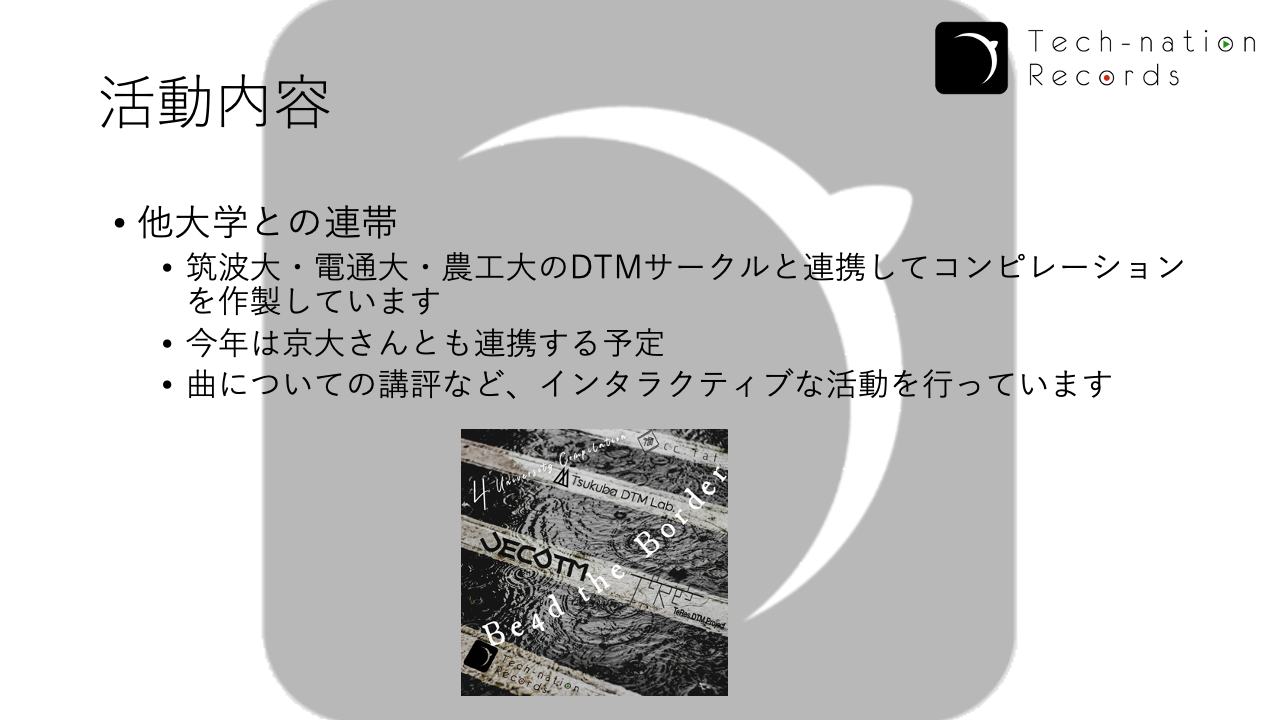 Tech-nation
Records
活動内容
• 他大学との連帯
• 筑波大・電通大・農工大のDTMサークルと連携してコンピレーション
を作製しています
• 今年は京大さんとも連携する予定
• 曲についての講評など、インタラクティブな活動を行っています
4 University Compilation
Tsukuba DTM Lab.
UECDTM
Be4d the Border
TeRes DTM Project
Tech-nation
Records